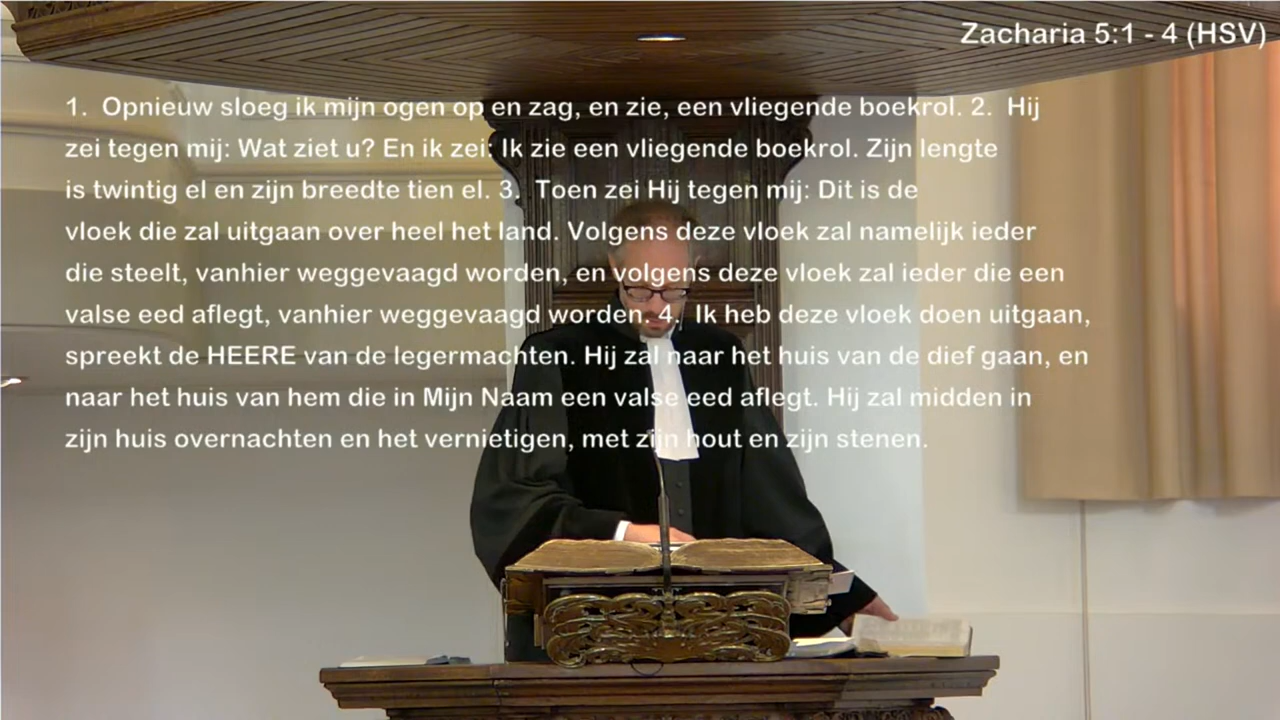 Zacharia 5:1 - 4 (HSV)
1. Opnieuw sloeg ik mijn ogen op en zag, en zie, een vliegende boekrol. 2. Hij
zei tegen mij: Wat ziet u? En ik zei: Ik zie een vliegende boekrol. Zijn lengte
is twintig el en zijn breedte tien el. 3. Toen zei Hij tegen mij: Dit is de
vloek die zal uitgaan over heel het land. Volgens deze vloek zal namelijk ieder
die steelt, vanhier weggevaagd worden, en volgens deze vloek zal ieder die een
valse eed aflegt, vanhier weggevaagd worden. 4. Ik heb deze vloek doen uitgaan,
spreekt de HEERE van de legermachten. Hij zal naar het huis van de dief gaan, en
naar het huis van hem die in Mijn Naam een valse eed aflegt. Hij zal midden in
zijn huis overnachten en het vernietigen, met zijn hout en zijn stenen.